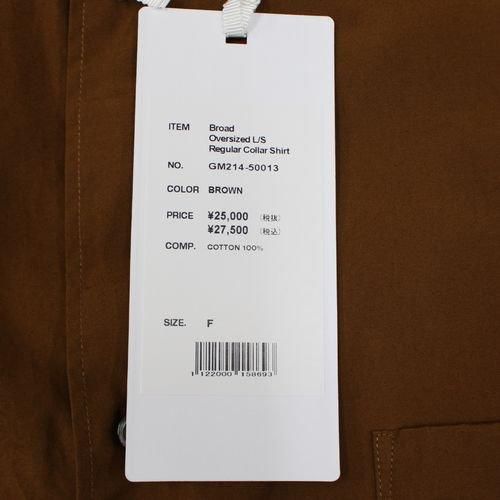 ITEM Broad
Oversized L/S
Regular Collar Shirt
NO. GM214-50013
COLOR BROWN
PRICE ¥25,000 (税抜)
¥27,500 (税込)
COMP. COTTON 100%
SIZE. F
1 122000 158693